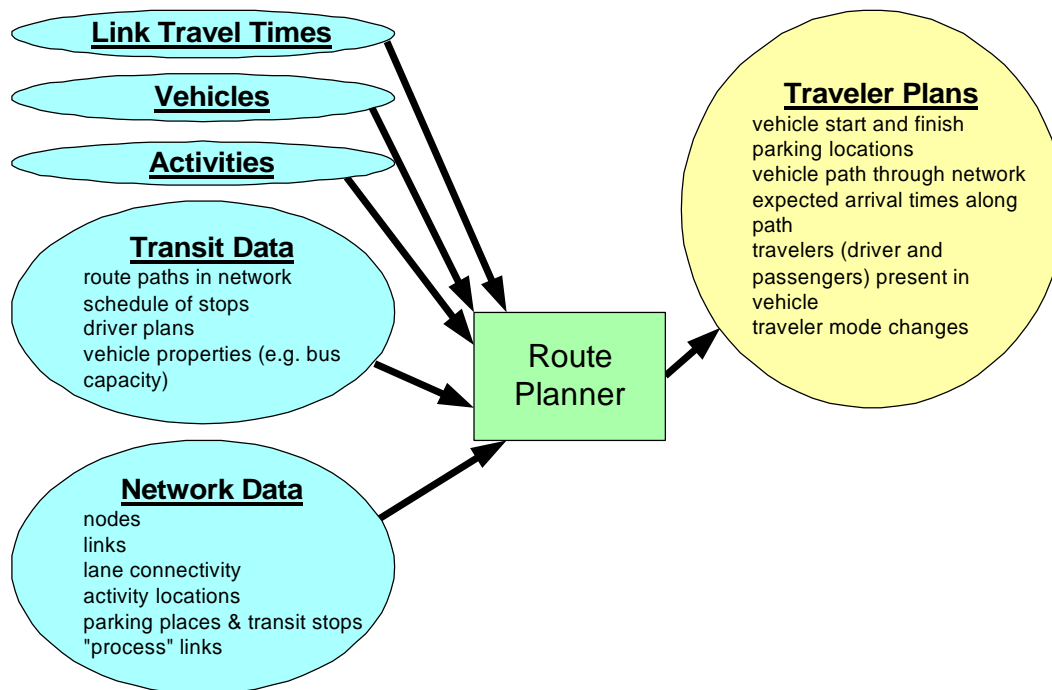 Link Travel Times
Vehicles
Activities
Transit Data
route paths in network
schedule of stops
driver plans
vehicle properties (e.g. bus
capacity)
Network Data
nodes
links
lane connectivity
activity locations
parking places & transit stops
"process" links
Route
Planner
Traveler Plans
vehicle start and finish
parking locations
vehicle path through network
expected arrival times along
path
travelers (driver and
passengers) present in
vehicle
traveler mode changes